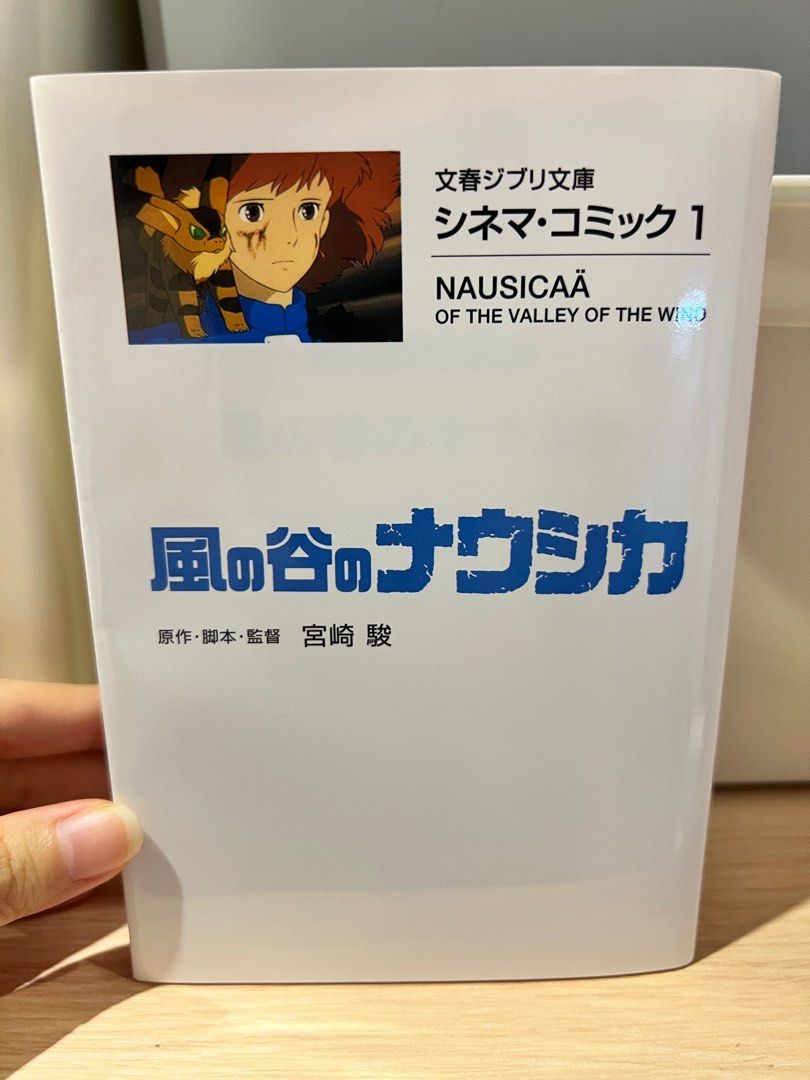 文春ジブリ文庫
シネマ・コミック1
NAUSICAÄ
OF THE VALLEY OF THE WIND
風の谷のナウシカ
原作・脚本・監督 宮崎 駿